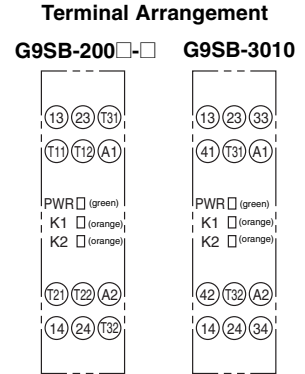 Terminal Arrangement
G9SB-200□-□ G9SB-3010
13 23 T31
T11 T12 A1
PWR (green)
K1 (orange)
K2 (orange)
T21 T22 A2
14 24 T32
13 23 33
41 T31 A1
PWR (green)
K1 (orange)
K2 (orange)
42 T32 A2
14 24 34